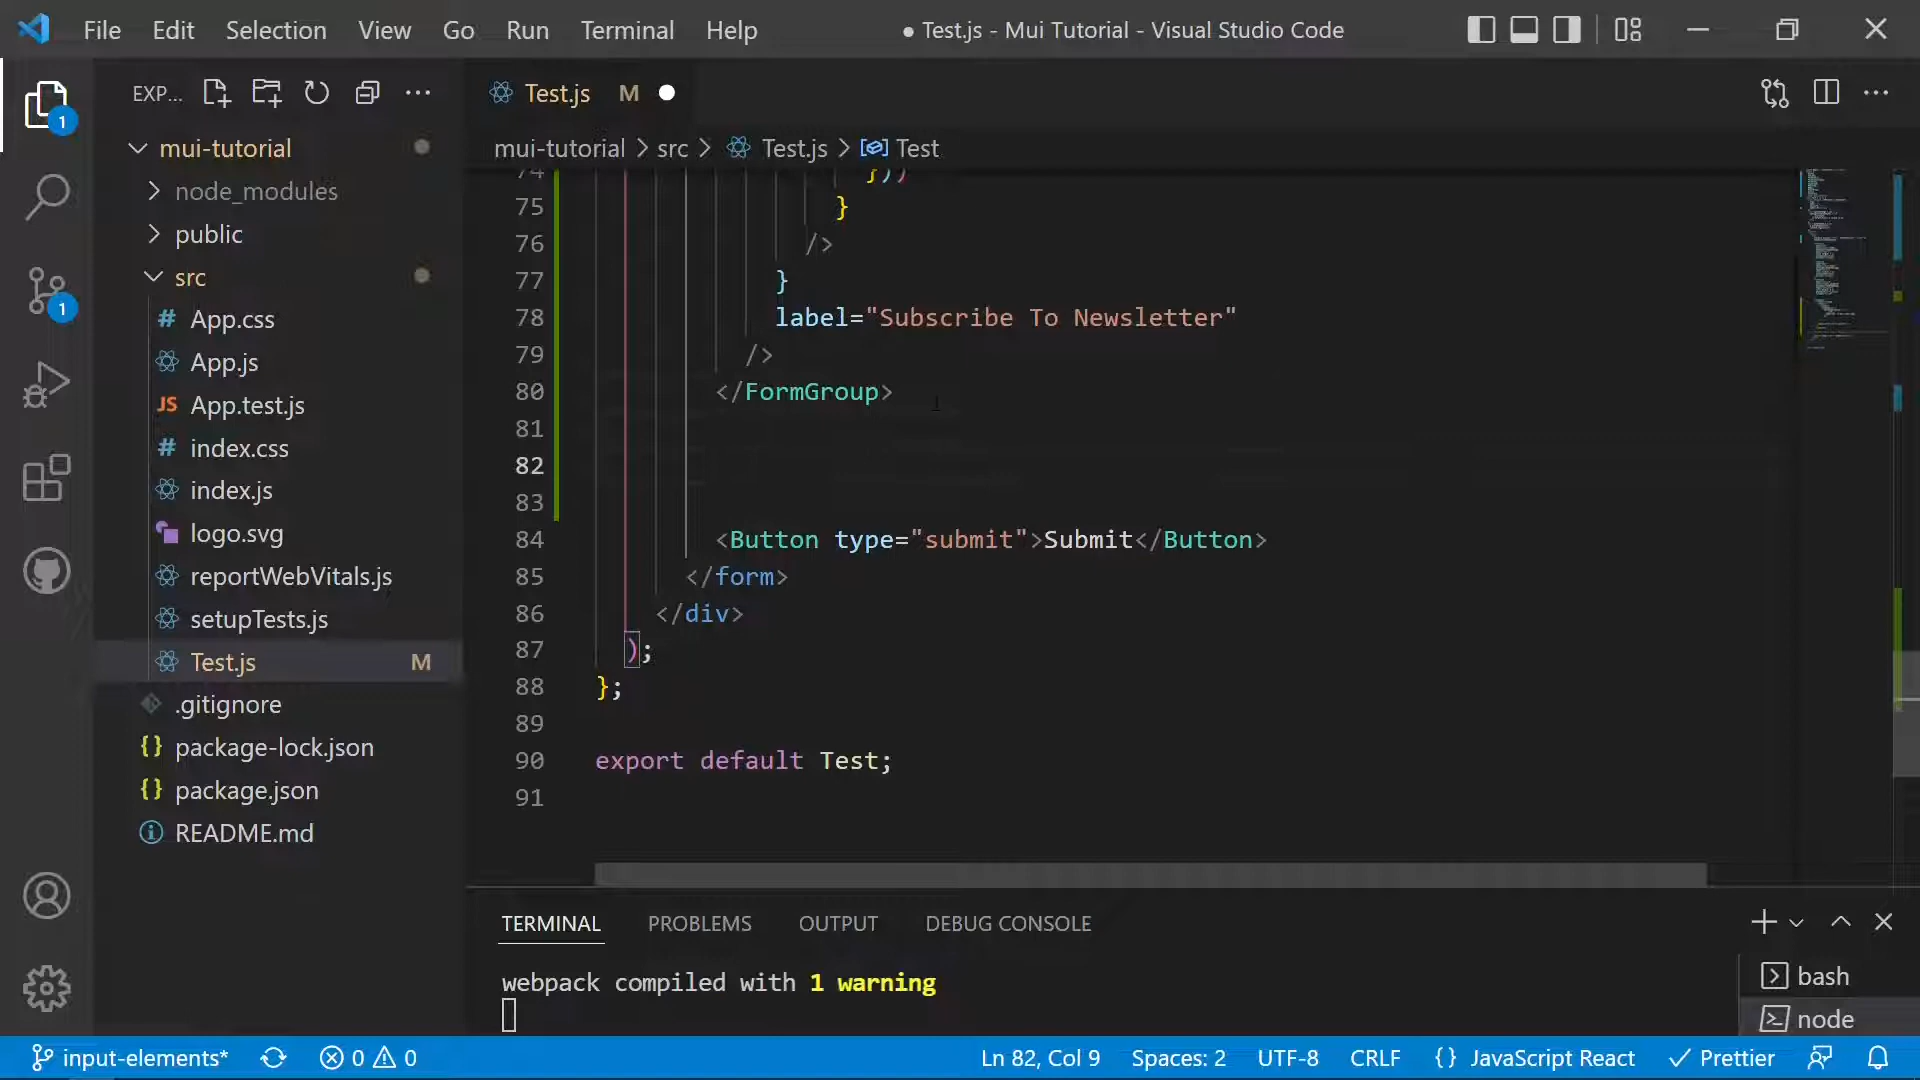 File Edit Selection View Go Run Terminal Help
● Test.js - Mui Tutorial - Visual Studio Code
EXP...
Test.js M
mui-tutorial > src > Test.js > Test
mui-tutorial
node_modules
public
src
# App.css
App.js
JS App.test.js
# index.css
index.js
logo.svg
reportWebVitals.js
setupTests.js
Test.js M
.gitignore
{} package-lock.json
{} package.json
README.md
1
1
74 }))
75 }
76 />
77 }
78 label="Subscribe To Newsletter"
79 />
80 </FormGroup>
81
82
83
84 <Button type="submit">Submit</Button>
85 </form>
86 </div>
87 );
88 };
89
90 export default Test;
91
TERMINAL PROBLEMS OUTPUT DEBUG CONSOLE
webpack compiled with 1 warning
bash
node
input-elements* 0 0
Ln 82, Col 9 Spaces: 2 UTF-8 CRLF {} JavaScript React Prettier